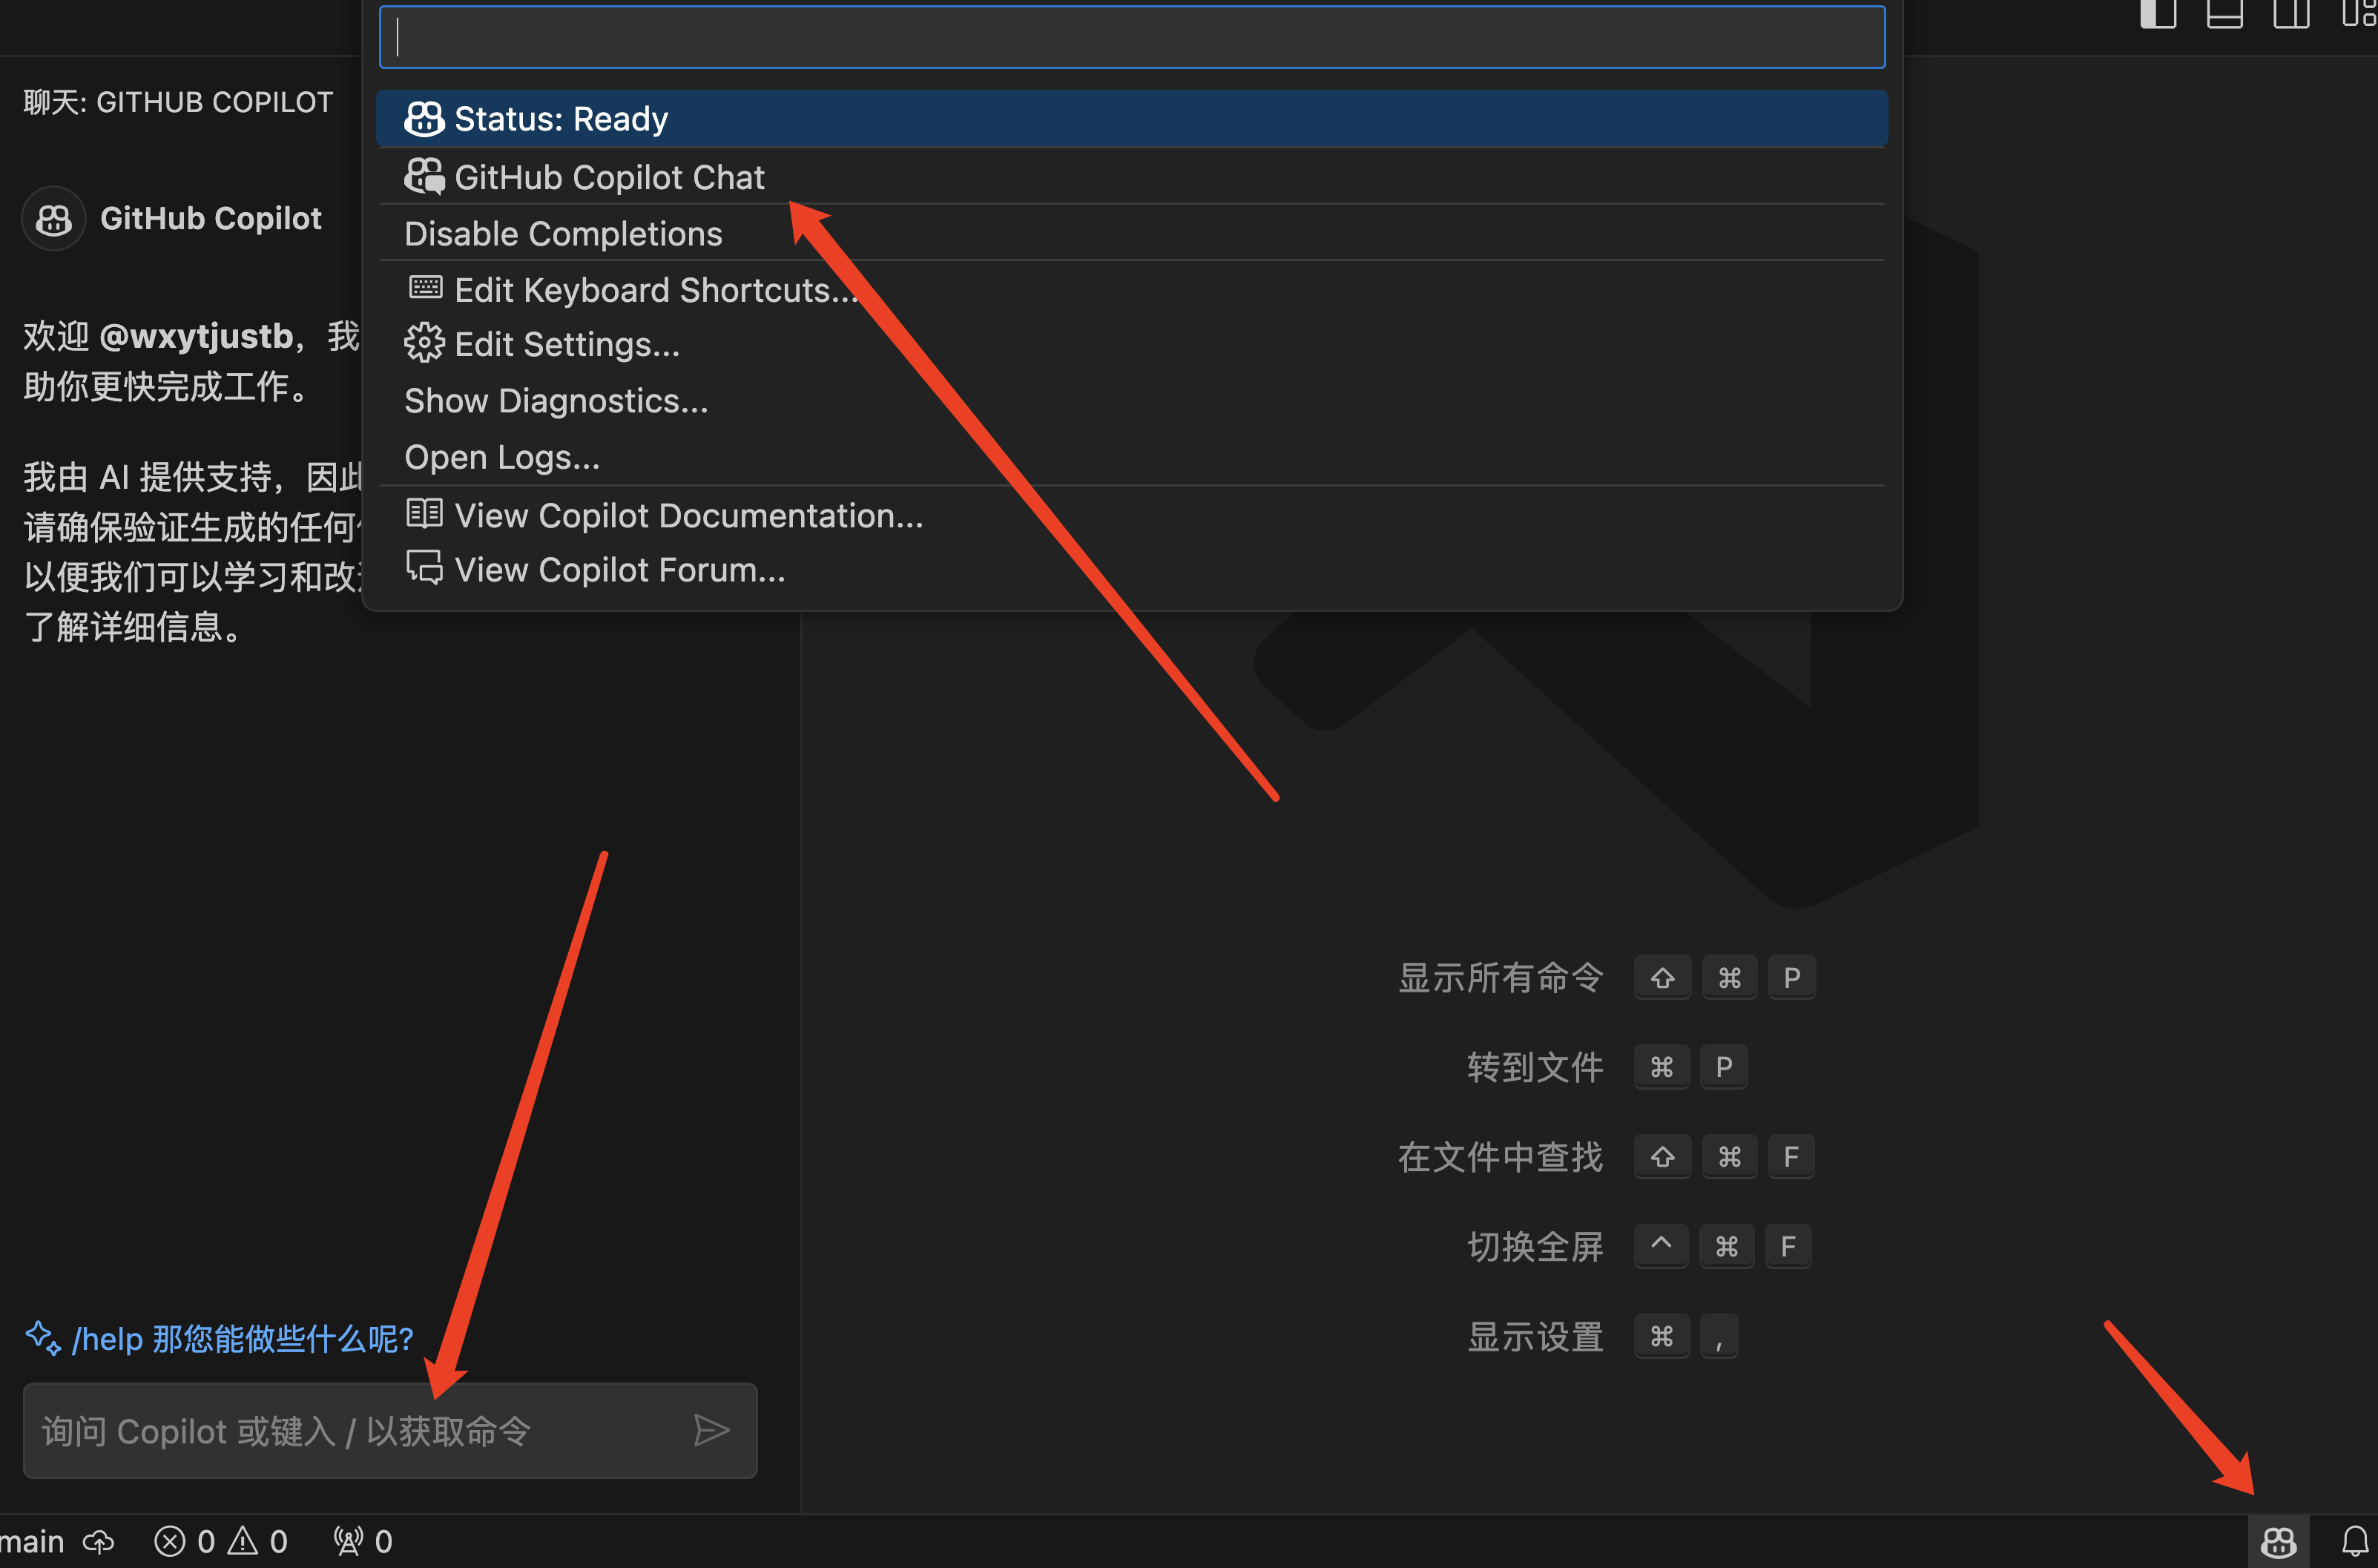 聊天: GITHUB COPILOT
GitHub Copilot
欢迎 @wxytjustb，我
助你更快完成工作。
我由 AI 提供支持，因此
请确保验证生成的任何
以便我们可以学习和改
了解详细信息。
/help 那您能做些什么呢?
询问 Copilot 或键入 / 以获取命令
Status: Ready
GitHub Copilot Chat
Disable Completions
Edit Keyboard Shortcuts...
Edit Settings...
Show Diagnostics...
Open Logs...
View Copilot Documentation...
View Copilot Forum...
显示所有命令 ⇧ ⌘ P
转到文件 ⌘ P
在文件中查找 ⇧ ⌘ F
切换全屏 ^ ⌘ F
显示设置 ⌘ ,
main 0 0 0